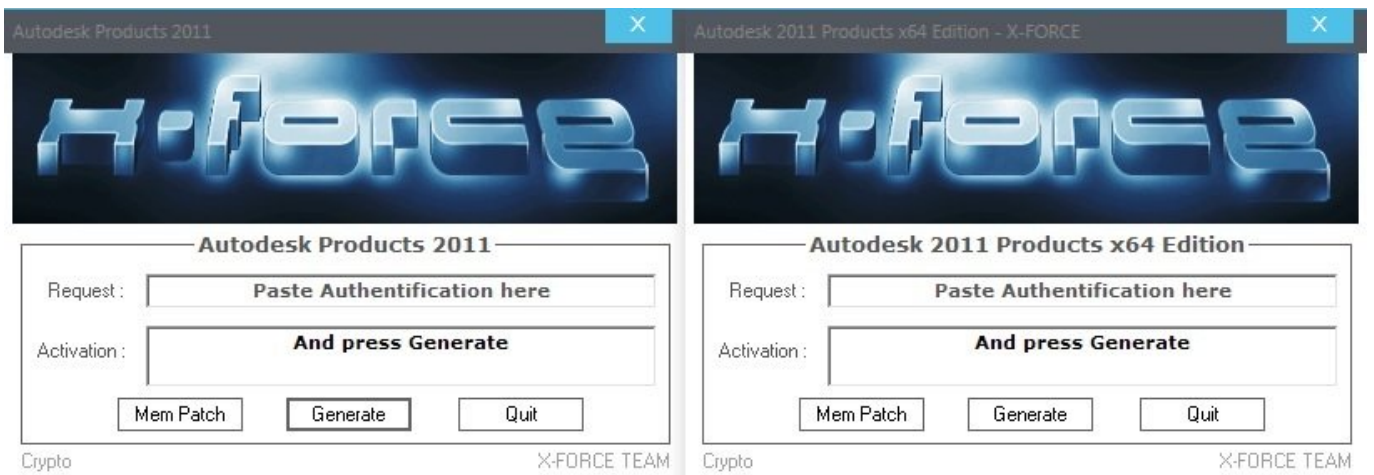 Autodesk Products 2011
X
x-force
Autodesk Products 2011
Request :
Paste Authentification here
Activation :
And press Generate
Mem Patch
Generate
Quit
Crypto
X-FORCE TEAM
Autodesk 2011 Products x64 Edition - X-FORCE
X
x-force
Autodesk 2011 Products x64 Edition
Request :
Paste Authentification here
Activation :
And press Generate
Mem Patch
Generate
Quit
Crypto
X-FORCE TEAM